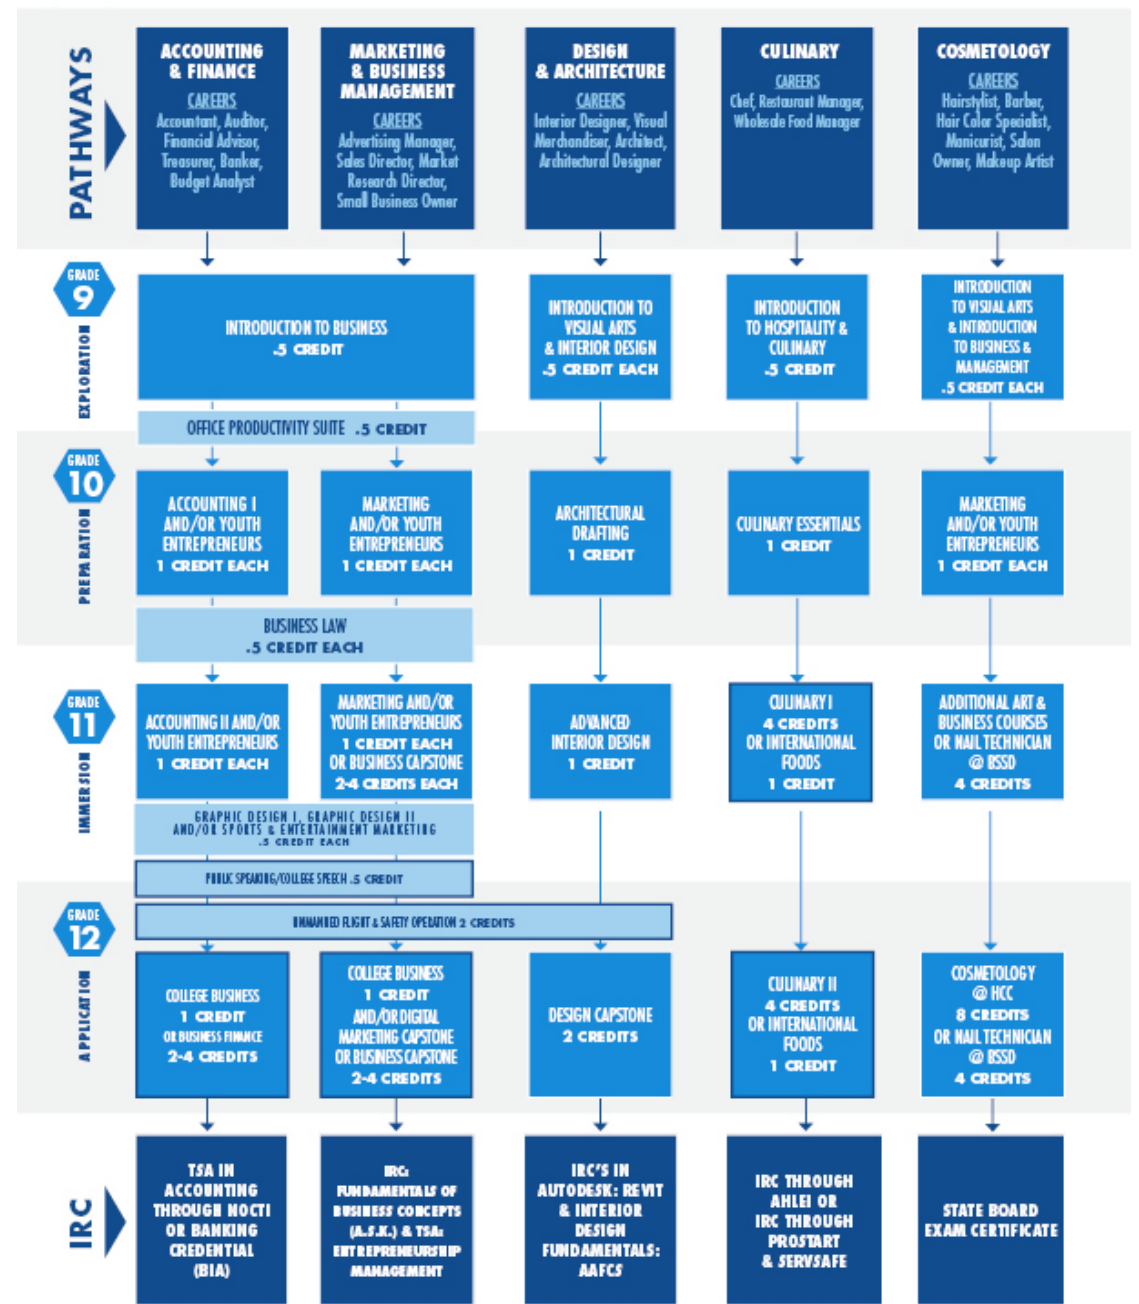 PATHWAYS
ACCOUNTING
& FINANCE
CAREERS
Accountant, Auditor,
Financial Advisor,
Treasurer, Banker,
Budget Analyst
MARKETING
& BUSINESS
MANAGEMENT
CAREERS
Advertising Manager,
Sales Director, Market
Research Director,
Small Business Owner
DESIGN
& ARCHITECTURE
CAREERS
Interior Designer, Visual
Merchandiser, Architect,
Architectural Designer
CULINARY
CAREERS
Chef, Restaurant Manager,
Wholesale Food Manager
COSMETOLOGY
CAREERS
Hairstylist, Barber,
Hair Color Specialist,
Manicurist, Salon
Owner, Makeup Artist
GRADE
9
EXPLORATION
INTRODUCTION TO BUSINESS
.5 CREDIT
INTRODUCTION TO
VISUAL ARTS
& INTERIOR DESIGN
.5 CREDIT EACH
INTRODUCTION
TO HOSPITALITY &
CULINARY
.5 CREDIT
INTRODUCTION
TO VISUAL ARTS
& INTRODUCTION
TO BUSINESS &
MANAGEMENT
.5 CREDIT EACH
OFFICE PRODUCTIVITY SUITE .5 CREDIT
GRADE
10
PREPARATION
ACCOUNTING I
AND/OR YOUTH
ENTREPRENEURS
1 CREDIT EACH
MARKETING
AND/OR YOUTH
ENTREPRENEURS
1 CREDIT EACH
ARCHITECTURAL
DRAFTING
1 CREDIT
CULINARY ESSENTIALS
1 CREDIT
MARKETING
AND/OR YOUTH
ENTREPRENEURS
1 CREDIT EACH
BUSINESS LAW
.5 CREDIT EACH
GRADE
11
IMMERSION
ACCOUNTING II AND/OR
YOUTH ENTREPRENEURS
1 CREDIT EACH
MARKETING AND/OR
YOUTH ENTREPRENEURS
1 CREDIT EACH
OR BUSINESS CAPSTONE
2-4 CREDITS EACH
ADVANCED
INTERIOR DESIGN
1 CREDIT
CULINARY I
4 CREDITS
OR INTERNATIONAL
FOODS
1 CREDIT
ADDITIONAL ART &
BUSINESS COURSES
OR NAIL TECHNICIAN
@ BSSD
4 CREDITS
GRAPHIC DESIGN I, GRAPHIC DESIGN II
AND/OR SPORTS & ENTERTAINMENT MARKETING
.5 CREDIT EACH
PUBLIC SPEAKING/COLLEGE SPEECH .5 CREDIT
GRADE
12
APPLICATION
UNMANNED FLIGHT & SAFETY OPERATION 2 CREDITS
COLLEGE BUSINESS
1 CREDIT
OR BUSINESS FINANCE
2-4 CREDITS
COLLEGE BUSINESS
1 CREDIT
AND/OR DIGITAL
MARKETING CAPSTONE
OR BUSINESS CAPSTONE
2-4 CREDITS
DESIGN CAPSTONE
2 CREDITS
CULINARY II
4 CREDITS
OR INTERNATIONAL
FOODS
1 CREDIT
COSMETOLOGY
@ HCC
8 CREDITS
OR NAIL TECHNICIAN
@ BSSD
4 CREDITS
IRC
TSA IN
ACCOUNTING
THROUGH NOCTI
OR BANKING
CREDENTIAL
(BIA)
IRC:
FUNDAMENTALS OF
BUSINESS CONCEPTS
(A.S.K.) & TSA:
ENTREPRENEURSHIP
MANAGEMENT
IRC'S IN
AUTODESK: REVIT
& INTERIOR
DESIGN
FUNDAMENTALS:
AAFCS
IRC THROUGH
AHLEI OR
IRC THROUGH
PROSTART
& SERVSAFE
STATE BOARD
EXAM CERTIFICATE